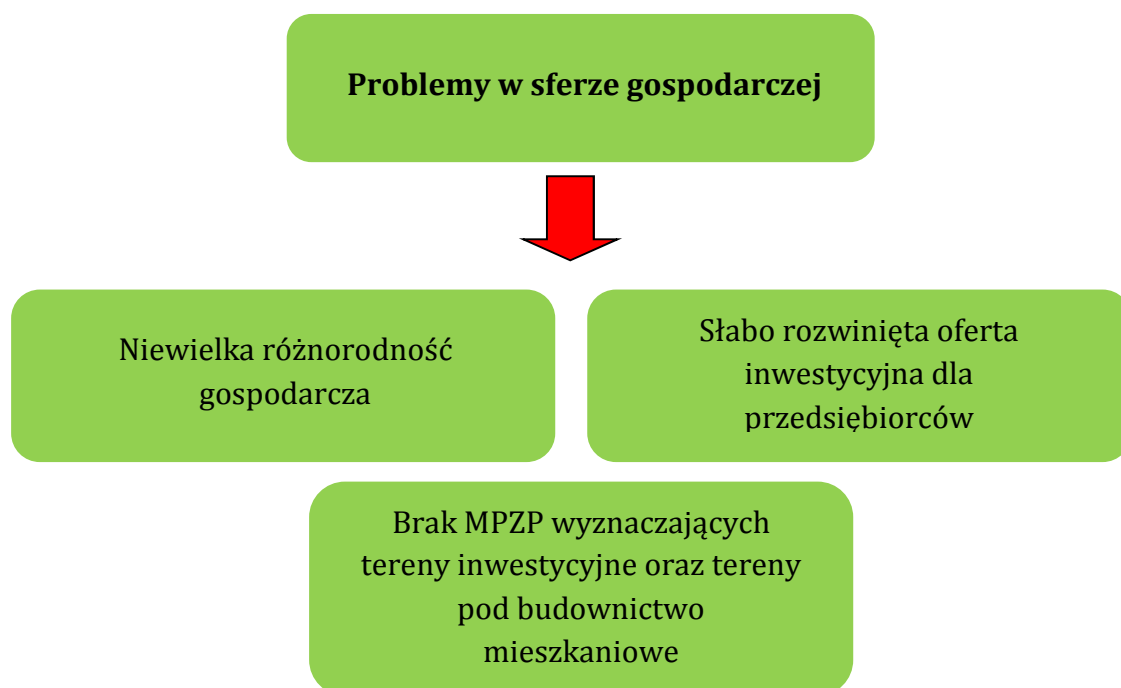 Problemy w sferze gospodarczej
Niewielka różnorodność
gospodarcza
Słabo rozwinięta oferta
inwestycyjna dla
przedsiębiorców
Brak MPZP wyznaczających
tereny inwestycyjne oraz tereny
pod budownictwo
mieszkaniowe